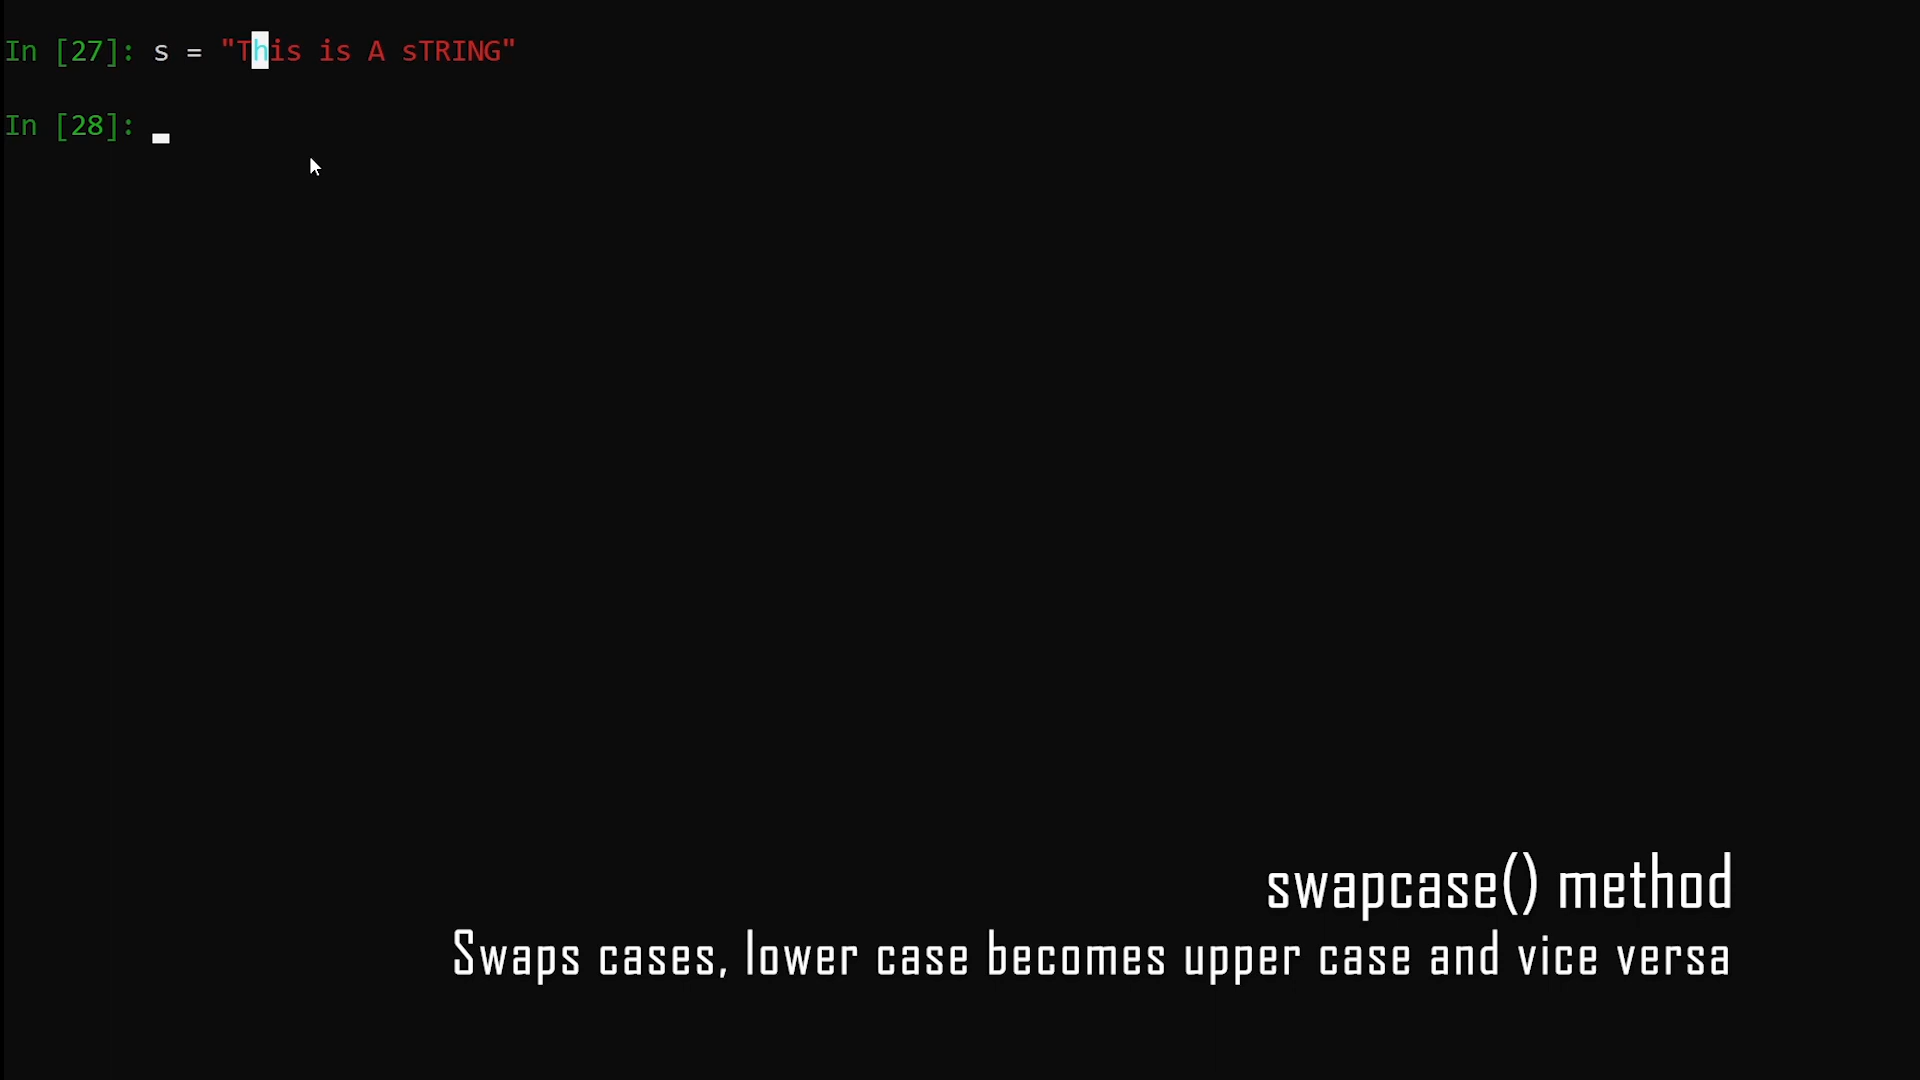 In [27]: s = "This is A sTRING"
In [28]:
swapcase() method
Swaps cases, lower case becomes upper case and vice versa